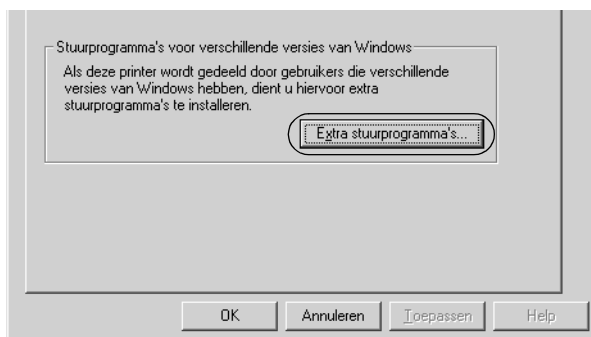 Stuurprogramma's voor verschillende versies van Windows
Als deze printer wordt gedeeld door gebruikers die verschillende
versies van Windows hebben, dient u hiervoor extra
stuurprogramma's te installeren.
Extra stuurprogramma's...
OK
Annuleren
Toepassen
Help